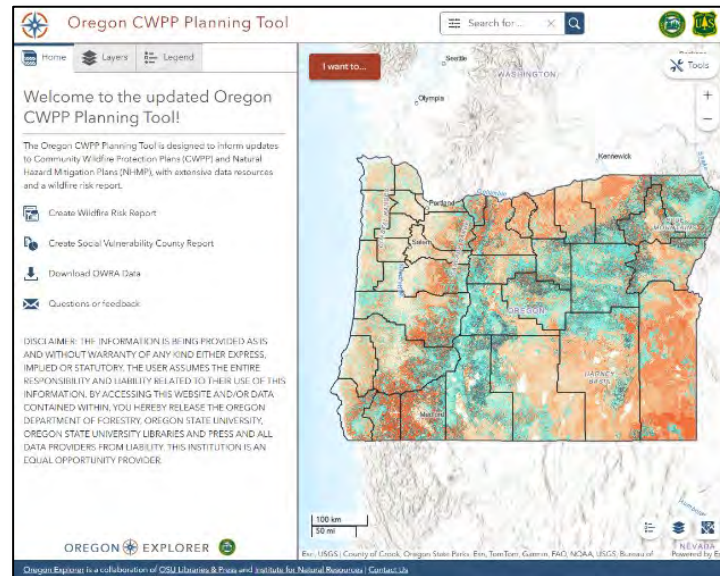 Oregon CWPP Planning Tool
Search for...
Home
Layers
Legend
Welcome to the updated Oregon
CWPP Planning Tool!
The Oregon CWPP Planning Tool is designed to inform updates
to Community Wildfire Protection Plans (CWPP) and Natural
Hazard Mitigation Plans (NHMP), with extensive data resources
and a wildfire risk report.
Create Wildfire Risk Report
Create Social Vulnerability County Report
Download OWRA Data
Questions or feedback
DISCLAIMER: THE INFORMATION IS BEING PROVIDED AS IS
AND WITHOUT WARRANTY OF ANY KIND EITHER EXPRESS,
IMPLIED OR STATUTORY. THE USER ASSUMES THE ENTIRE
RESPONSIBILITY AND LIABILITY RELATED TO THEIR USE OF THIS
INFORMATION. BY ACCESSING THIS WEBSITE AND/OR DATA
CONTAINED WITHIN, YOU HEREBY RELEASE THE OREGON
DEPARTMENT OF FORESTRY, OREGON STATE UNIVERSITY,
OREGON STATE UNIVERSITY LIBRARIES AND PRESS AND ALL
DATA PROVIDERS FROM LIABILITY. THIS INSTITUTION IS AN
EQUAL OPPORTUNITY PROVIDER.
OREGON EXPLORER
I want to...
Tools
Seattle
WASHINGTON
Olympia
Kennewick
Portland
Salem
OREGON
HARNEY
BASIN
Medford
100 km
50 mi
NEVADA
Esri, USGS | County of Crook, Oregon State Parks, Esri, TomTom, Garmin, FAO, NOAA, USGS, Bureau of
Powered by Esri
Oregon Explorer is a collaboration of OSU Libraries & Press and Institute for Natural Resources | Contact Us